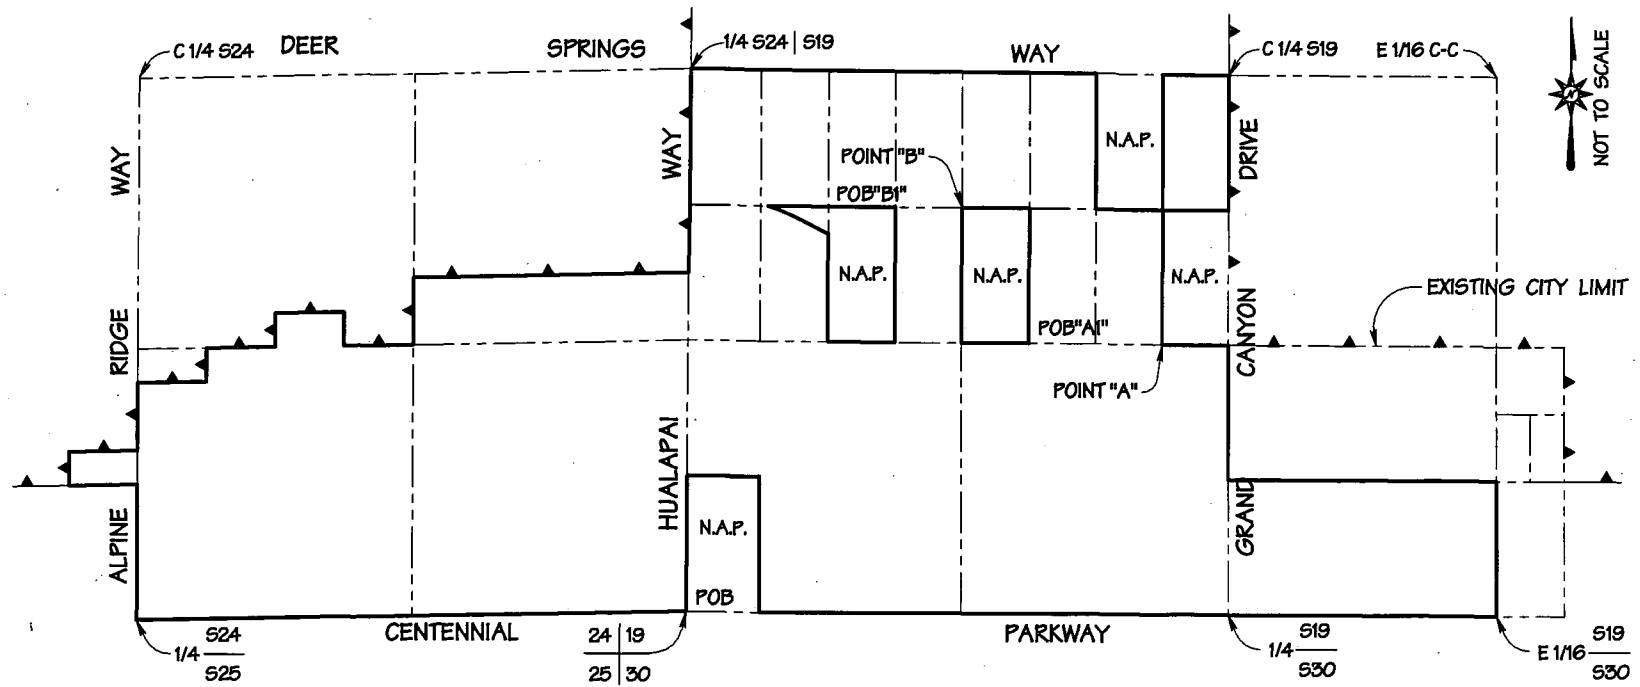 C 1/4 S24
DEER
SPRINGS
1/4 S24 | S19
WAY
C 1/4 S19
E 1/16 C-C
NOT TO SCALE
N
WAY
WAY
POINT "B"
N.A.P.
DRIVE
POB"B1"
N.A.P.
N.A.P.
N.A.P.
EXISTING CITY LIMIT
RIDGE
POB"A1"
CANYON
POINT "A"
HUALAPAI
ALPINE
N.A.P.
GRAND
POB
CENTENNIAL
PARKWAY
1/4
S24
S25
24 | 19
25 | 30
1/4
S19
S30
E 1/16
S19
S30